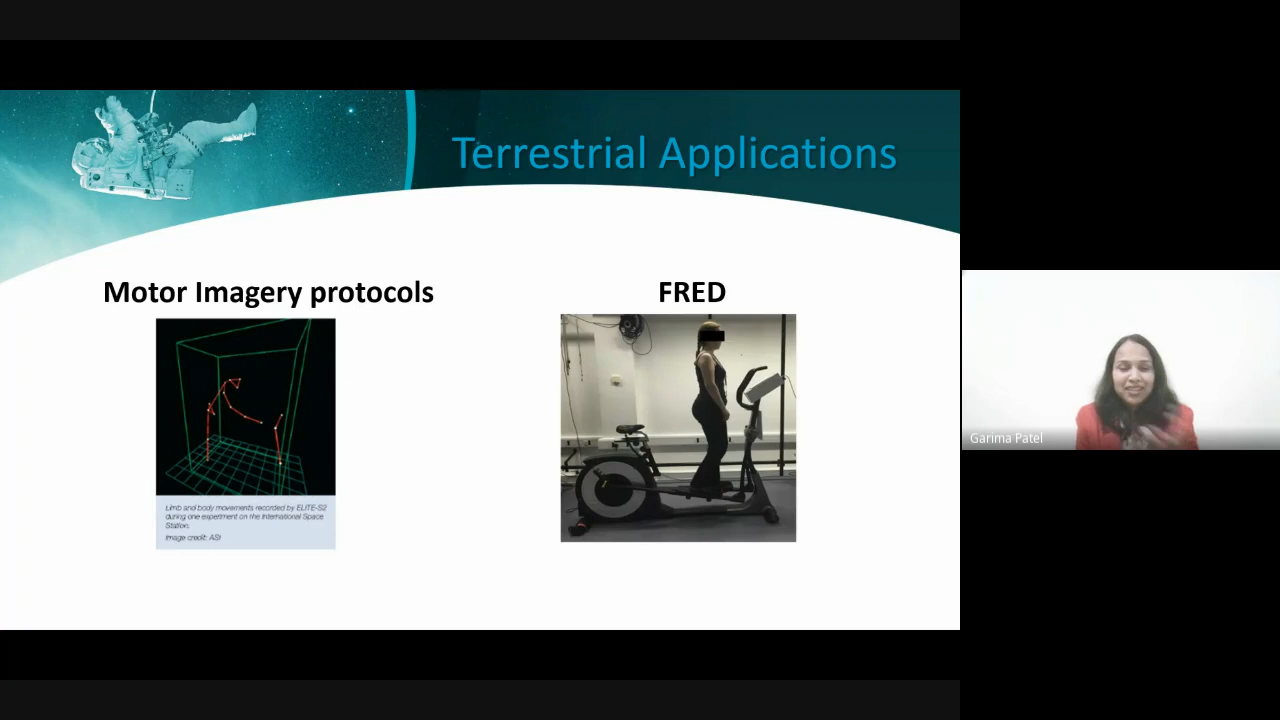 Terrestrial Applications
Motor Imagery protocols
FRED
Limb and body movements recorded by ELITE-S2
during one experiment on the International Space
Station.
Image credit: ASI
Garima Patel